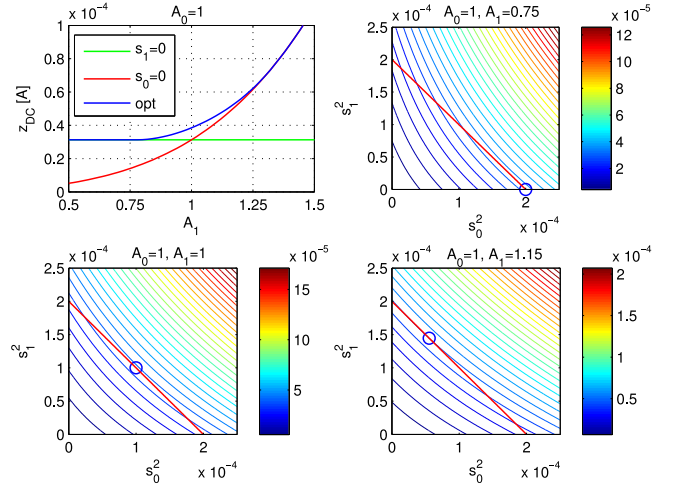 A₀=1
x 10⁻⁴
z_DC [A]
1
0.8
0.6
0.4
0.2
0
s₁=0
s₀=0
opt
0.5 0.75 1 1.25 1.5
A₁
x 10⁻⁴ A₀=1, A₁=0.75
s₁²
2.5
2
1.5
1
0.5
0
0 1 2
s₀² x 10⁻⁴
x 10⁻⁵
12
10
8
6
4
2
x 10⁻⁴ A₀=1, A₁=1
s₁²
2.5
2
1.5
1
0.5
0
0 1 2
s₀² x 10⁻⁴
x 10⁻⁵
15
10
5
x 10⁻⁴ A₀=1, A₁=1.15
s₁²
2.5
2
1.5
1
0.5
0
0 1 2
s₀² x 10⁻⁴
x 10⁻⁴
2
1.5
1
0.5